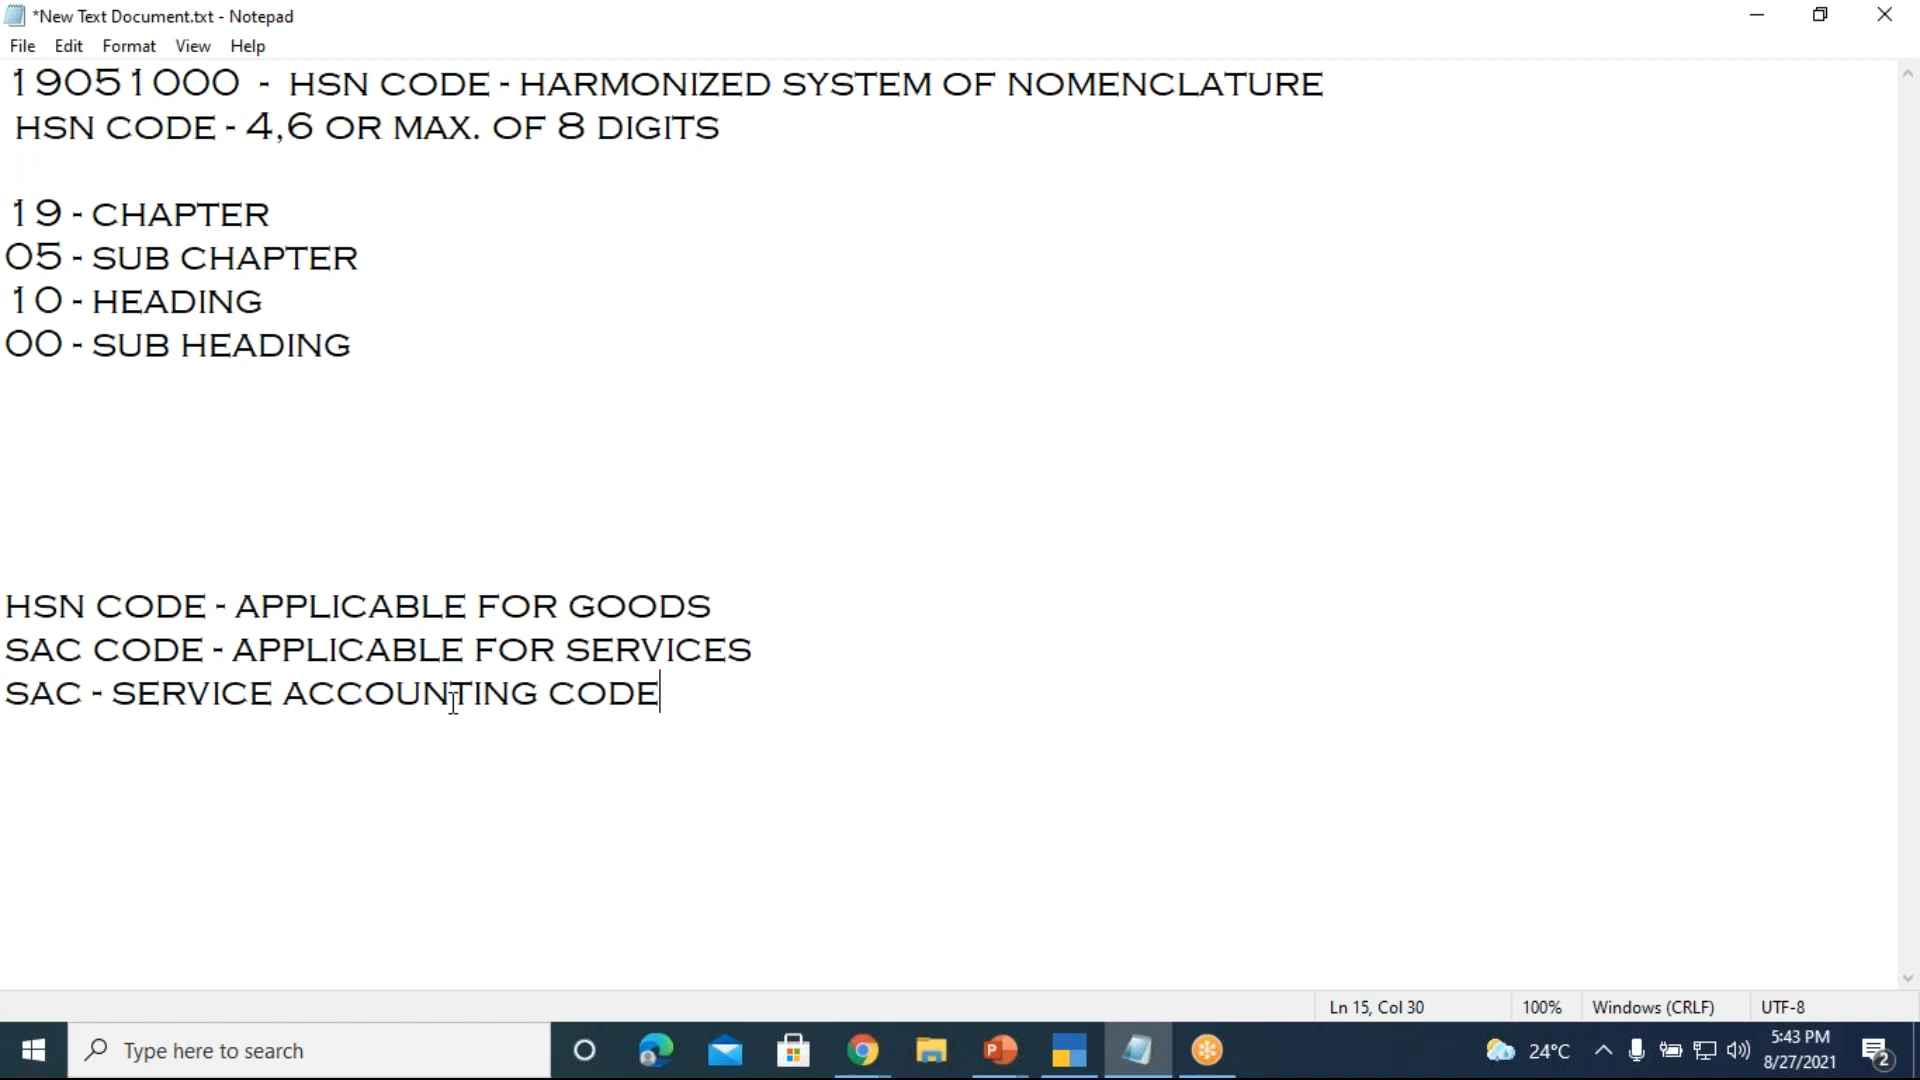 *New Text Document.txt - Notepad
File Edit Format View Help
19051000 - HSN CODE - HARMONIZED SYSTEM OF NOMENCLATURE
HSN CODE - 4,6 OR MAX. OF 8 DIGITS
19 - CHAPTER
05 - SUB CHAPTER
10 - HEADING
00 - SUB HEADING
HSN CODE - APPLICABLE FOR GOODS
SAC CODE - APPLICABLE FOR SERVICES
SAC - SERVICE ACCOUNTING CODE
Ln 15, Col 30 100% Windows (CRLF) UTF-8
Type here to search 24°C 5:43 PM
8/27/2021 2